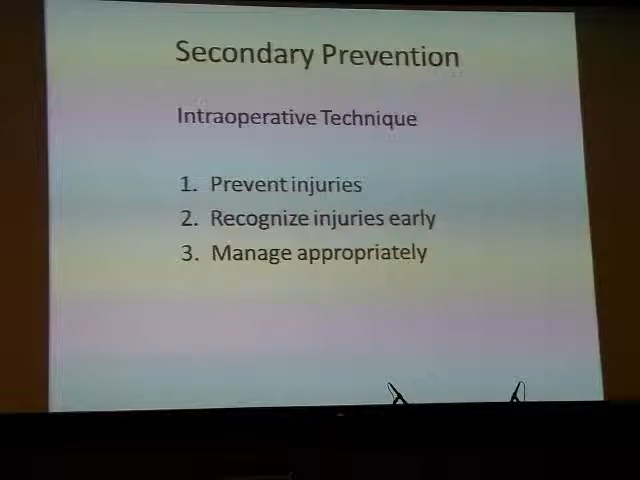 Secondary Prevention
Intraoperative Technique
1. Prevent injuries
2. Recognize injuries early
3. Manage appropriately